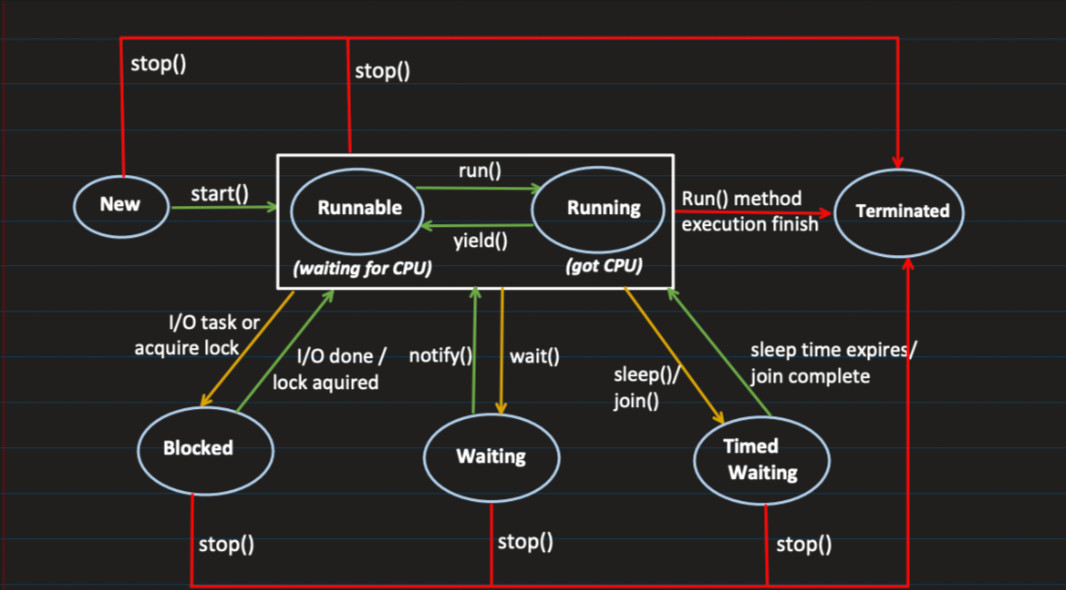 stop()
stop()
New
start()
Runnable
run()
yield()
Running
(waiting for CPU)
(got CPU)
Run() method
execution finish
Terminated
I/O task or
acquire lock
I/O done /
lock aquired
notify()
wait()
sleep()/
join()
sleep time expires/
join complete
Blocked
Waiting
Timed
Waiting
stop()
stop()
stop()